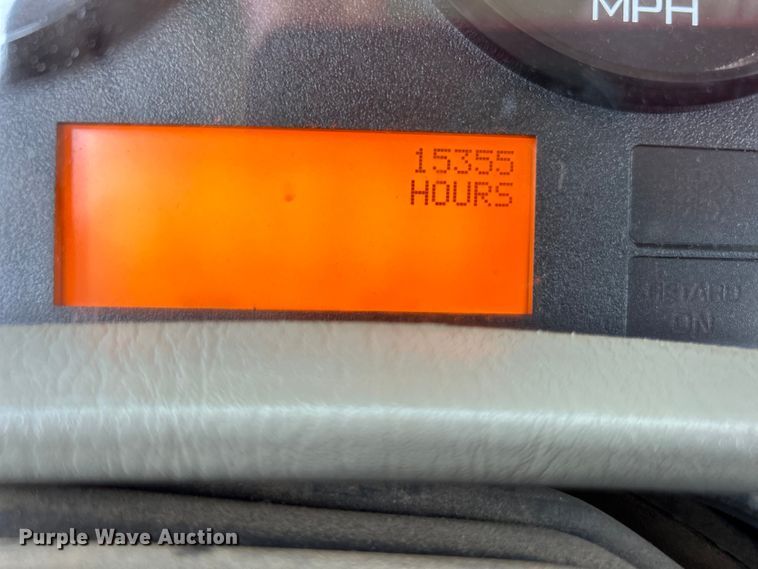 MPH
15355
HOURS
RETARD
ON
Purple Wave Auction